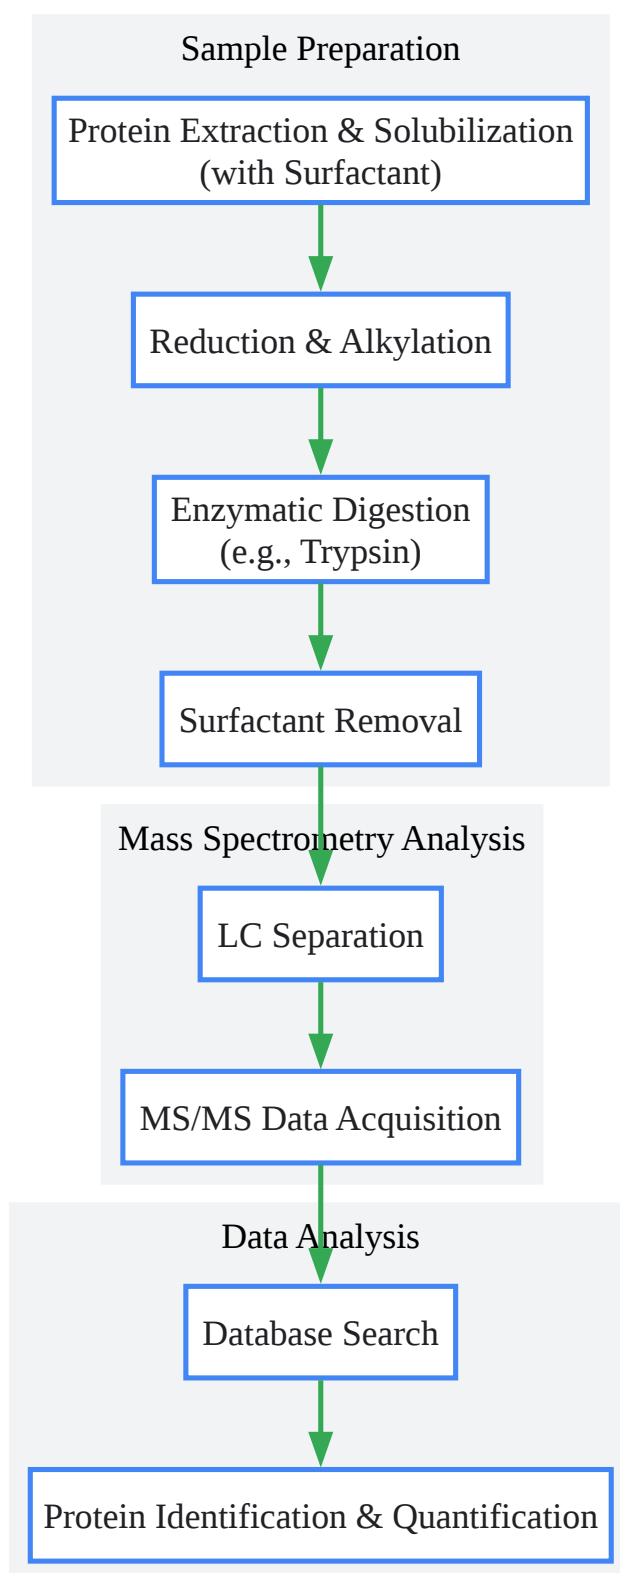 Sample Preparation
Protein Extraction & Solubilization
(with Surfactant)
Reduction & Alkylation
Enzymatic Digestion
(e.g., Trypsin)
Surfactant Removal
Mass Spectrometry Analysis
LC Separation
MS/MS Data Acquisition
Data Analysis
Database Search
Protein Identification & Quantification